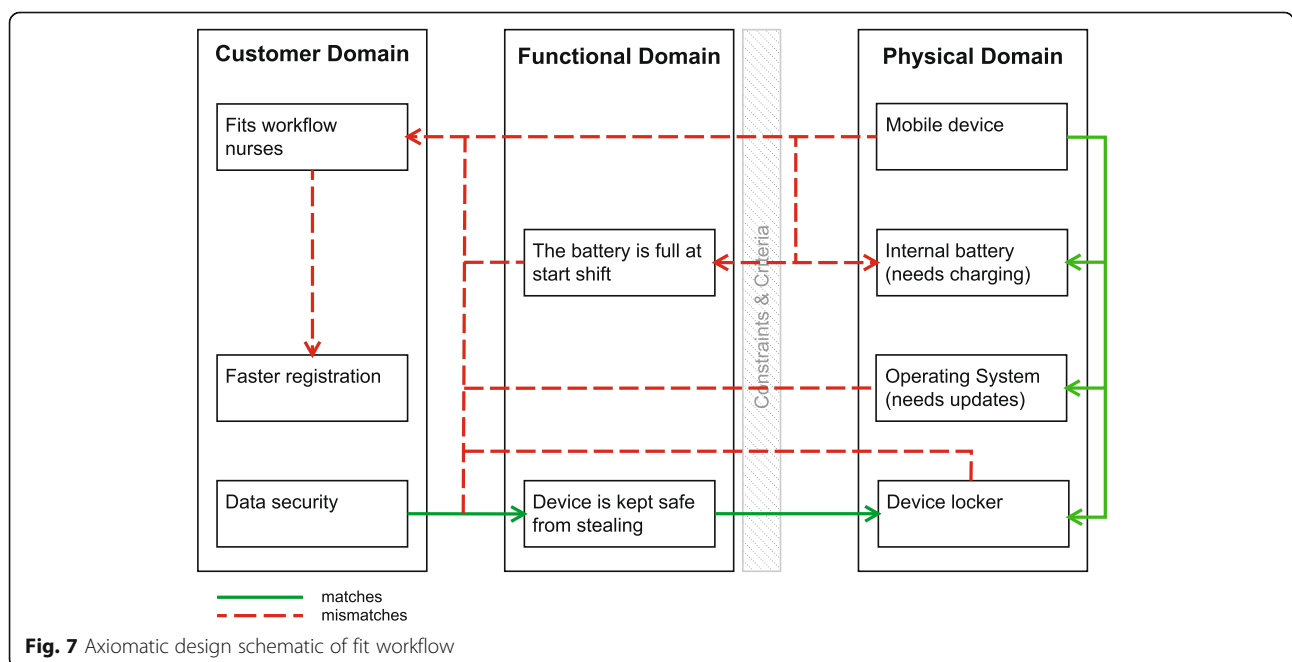 Customer Domain
Functional Domain
Physical Domain
Fits workflow
nurses
Mobile device
The battery is full at
start shift
Internal battery
(needs charging)
Constraints & Criteria
Faster registration
Operating System
(needs updates)
Data security
Device is kept safe
from stealing
Device locker
matches
mismatches
Fig. 7 Axiomatic design schematic of fit workflow